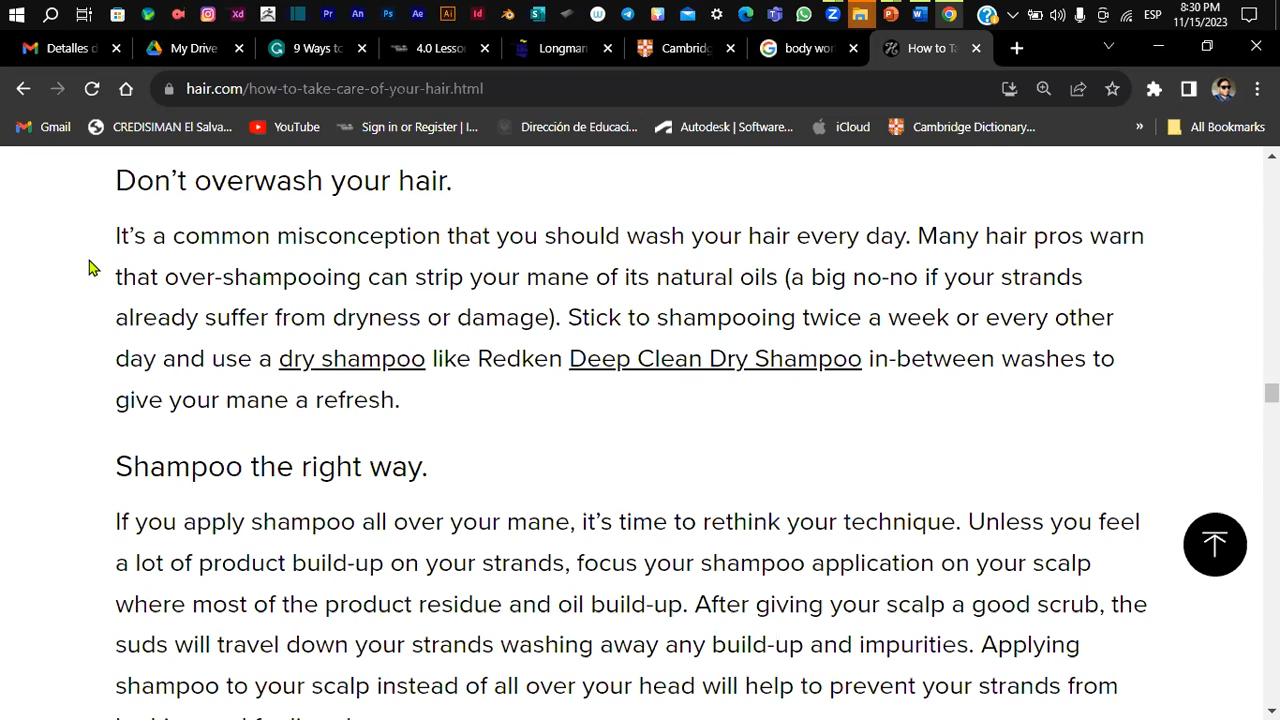 8:30 PM
ESP
11/15/2023
Detalles d
My Drive
9 Ways to
4.0 Lesso
Longman
Cambridg
body wor
How to Ta
hair.com/how-to-take-care-of-your-hair.html
Gmail
CREDISIMAN El Salva...
YouTube
Sign in or Register | I...
Dirección de Educaci...
Autodesk | Software...
iCloud
Cambridge Dictionary...
»
All Bookmarks
Don’t overwash your hair.
It’s a common misconception that you should wash your hair every day. Many hair pros warn
that over-shampooing can strip your mane of its natural oils (a big no-no if your strands
already suffer from dryness or damage). Stick to shampooing twice a week or every other
day and use a dry shampoo like Redken Deep Clean Dry Shampoo in-between washes to
give your mane a refresh.
Shampoo the right way.
If you apply shampoo all over your mane, it’s time to rethink your technique. Unless you feel
a lot of product build-up on your strands, focus your shampoo application on your scalp
where most of the product residue and oil build-up. After giving your scalp a good scrub, the
suds will travel down your strands washing away any build-up and impurities. Applying
shampoo to your scalp instead of all over your head will help to prevent your strands from